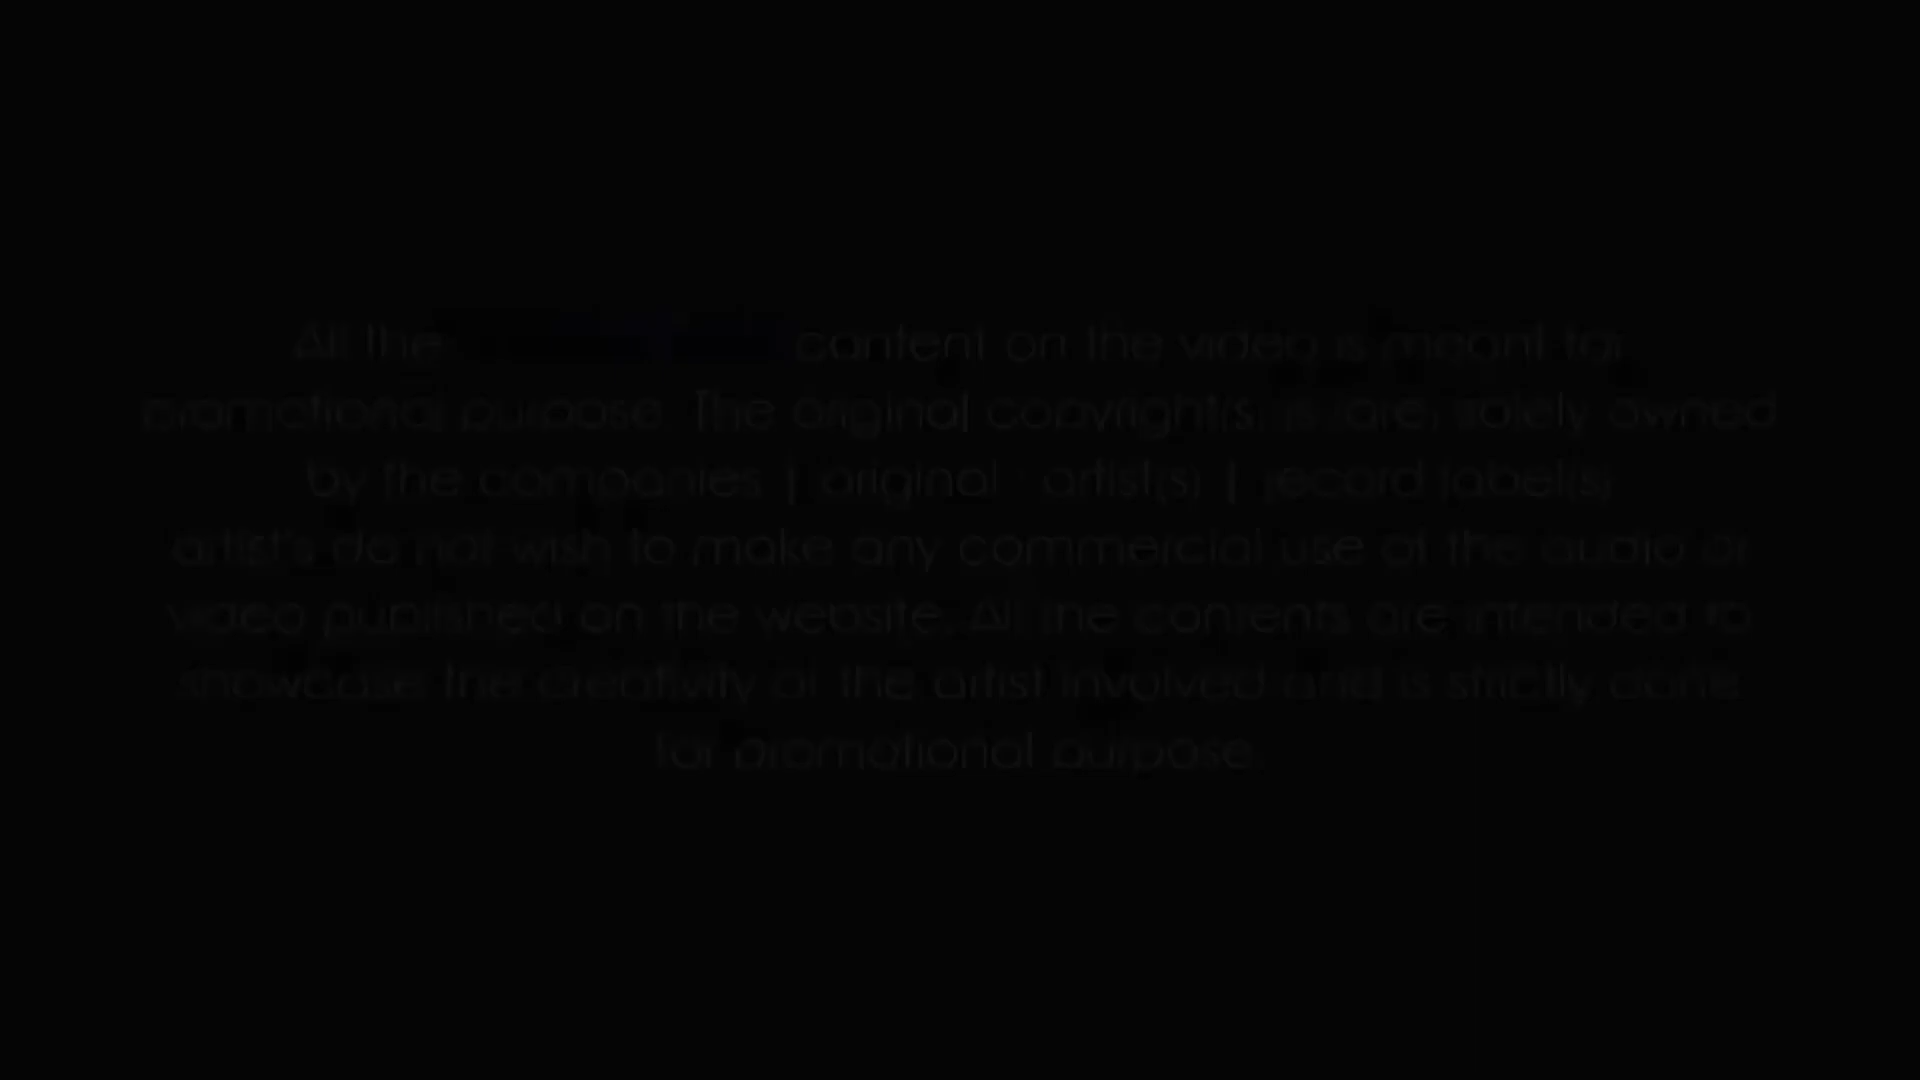 All the content on the video is meant for
promotional purpose. The original copyright(s) is (are) solely owned
by the companies | original : artist(s) | record label(s)
artist's do not wish to make any commercial use of the audio or
video published on the website. All the contents are intended to
showcase the creativity of the artist involved and is strictly done
for promotional purpose.